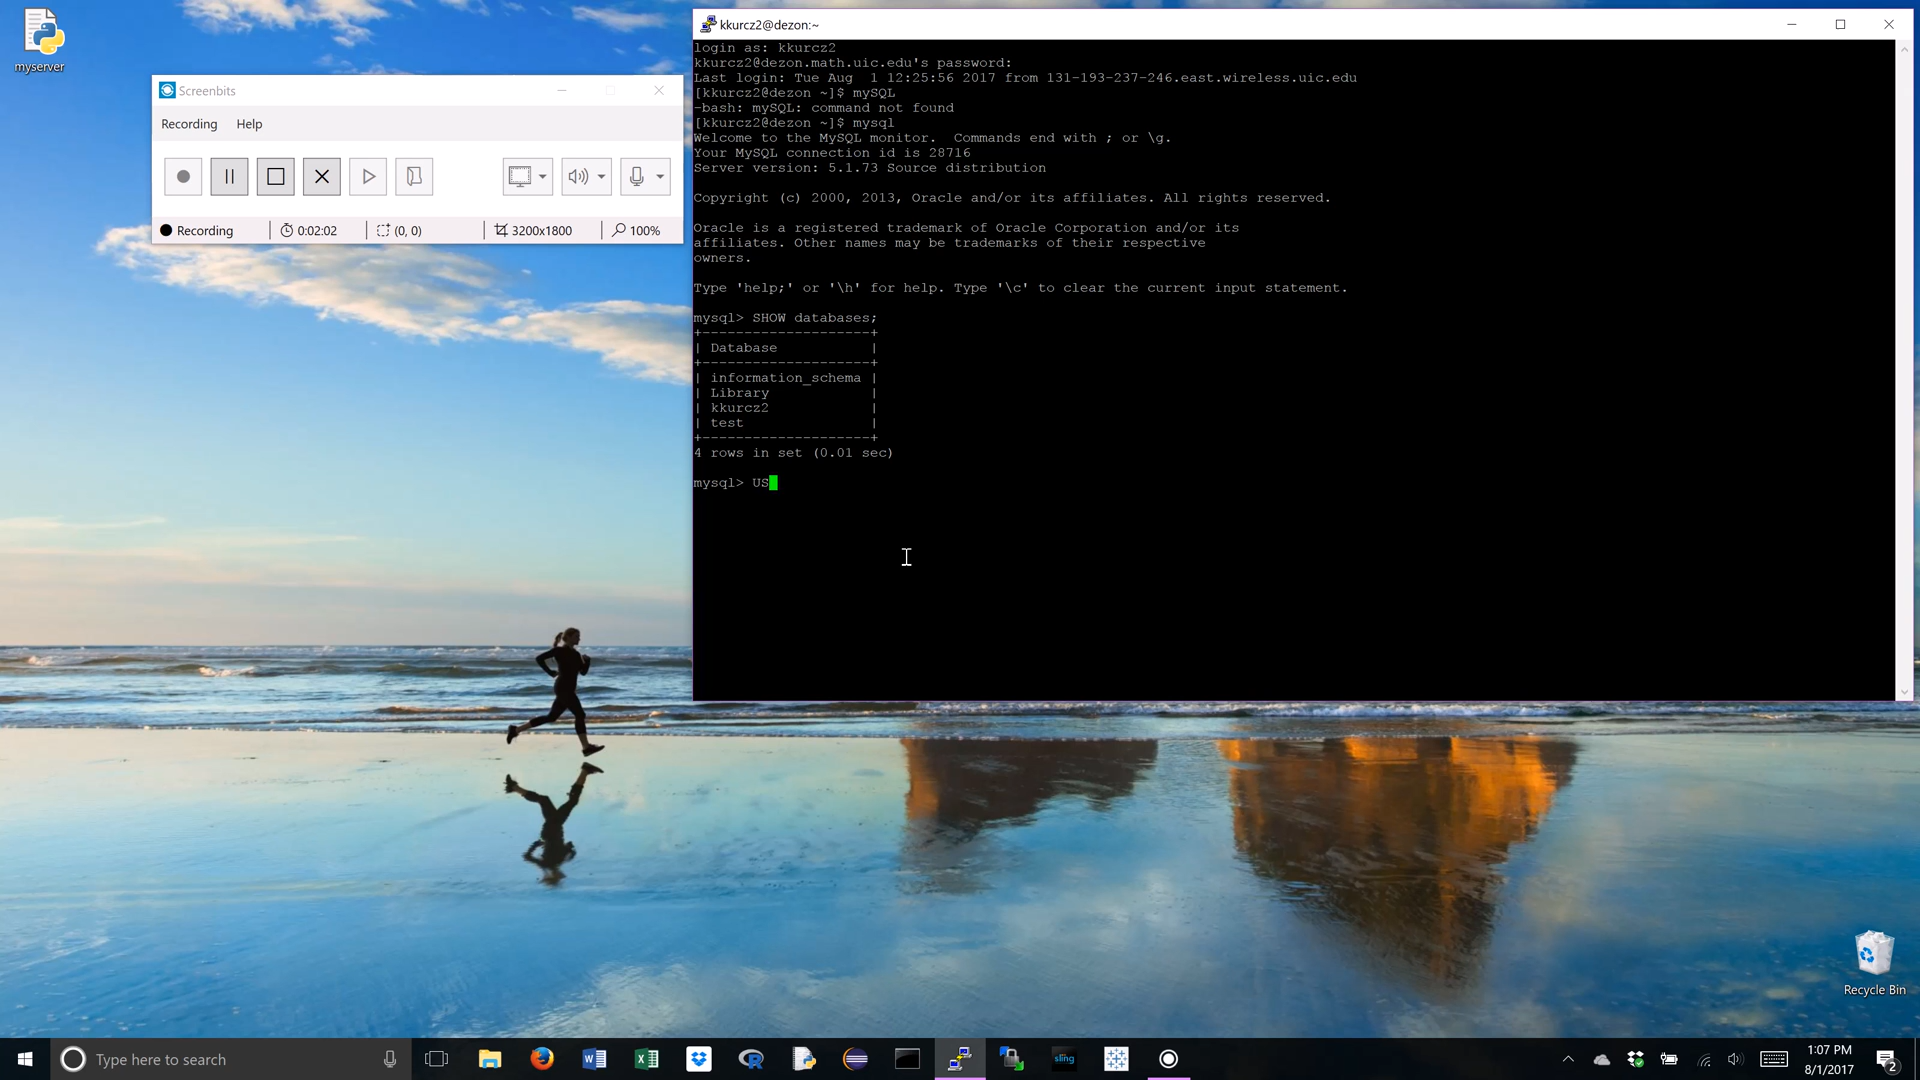 myserver
Screenbits
Recording Help
Recording 0:02:02 (0, 0) 3200x1800 100%
kkurcz2@dezon:~
login as: kkurcz2
kkurcz2@dezon.math.uic.edu's password:
Last login: Tue Aug  1 12:25:56 2017 from 131-193-237-246.east.wireless.uic.edu
[kkurcz2@dezon ~]$ mySQL
-bash: mySQL: command not found
[kkurcz2@dezon ~]$ mysql
Welcome to the MySQL monitor.  Commands end with ; or \g.
Your MySQL connection id is 28716
Server version: 5.1.73 Source distribution
Copyright (c) 2000, 2013, Oracle and/or its affiliates. All rights reserved.
Oracle is a registered trademark of Oracle Corporation and/or its
affiliates. Other names may be trademarks of their respective
owners.
Type 'help;' or '\h' for help. Type '\c' to clear the current input statement.
mysql> SHOW databases;
+--------------------+
| Database           |
+--------------------+
| information_schema |
| Library            |
| kkurcz2            |
| test               |
+--------------------+
4 rows in set (0.01 sec)
mysql> US
Recycle Bin
Type here to search
sling
1:07 PM
8/1/2017
2